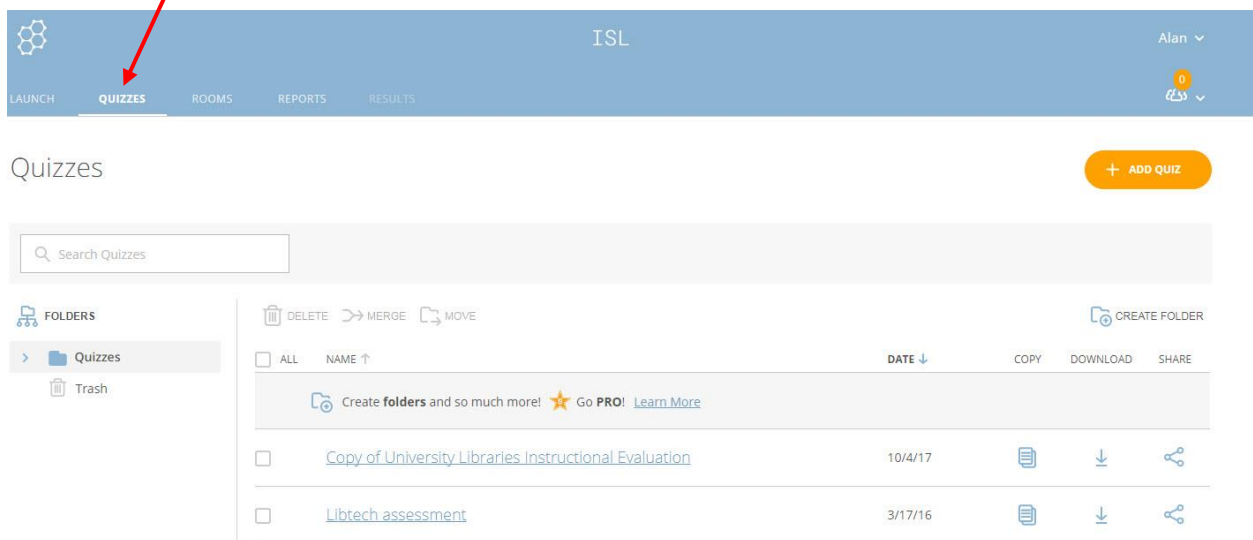 ISL
Alan
0
LAUNCH QUIZZES ROOMS REPORTS RESULTS
Quizzes
+ ADD QUIZ
Search Quizzes
FOLDERS
DELETE MERGE MOVE
CREATE FOLDER
Quizzes
Trash
ALL NAME ↑ DATE ↓ COPY DOWNLOAD SHARE
Create folders and so much more! Go PRO! Learn More
Copy of University Libraries Instructional Evaluation 10/4/17
Libtech assessment 3/17/16